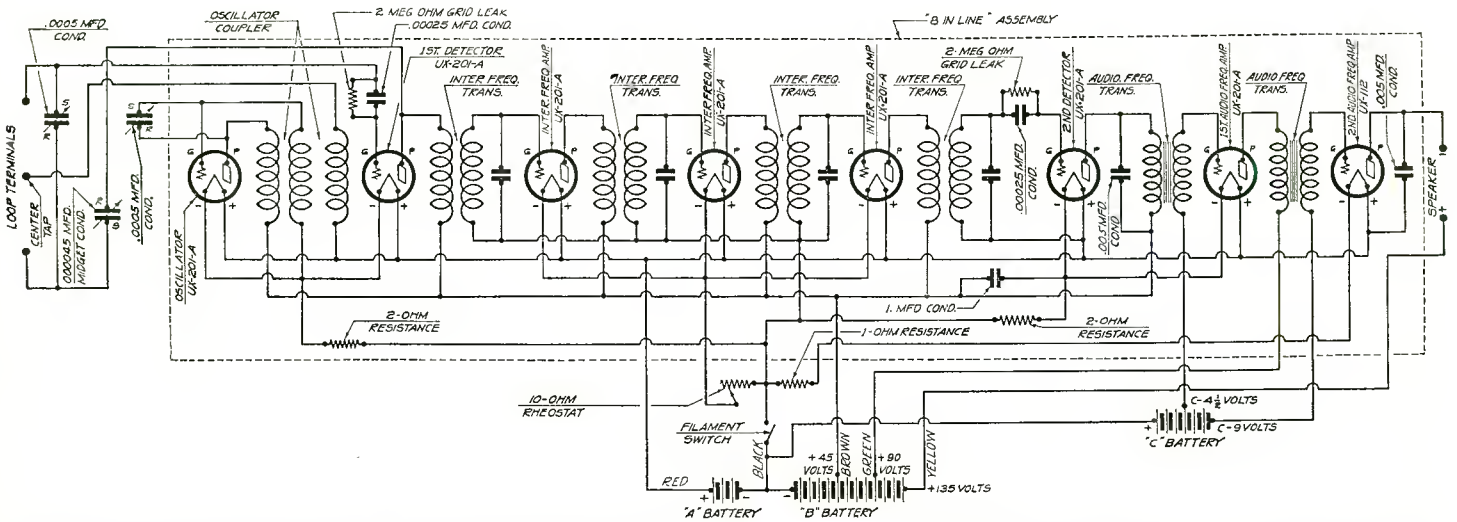 .0005 MFD
COND.
OSCILLATOR
COUPLER
2 MEG OHM GRID LEAK
.00025 MFD. COND.
1ST. DETECTOR
UX-201-A
"8 IN LINE" ASSEMBLY
INTER FREQ.
TRANS.
INTER FREQ. AMP.
UX-201-A
INTER. FREQ
TRANS.
INTER FREQ. AMP.
UX-201-A
INTER. FREQ.
TRANS.
INTER FREQ. AMP
UX-201-A
INTER FREQ
TRANS.
2-MEG OHM
GRID LEAK
.00025 MFD.
COND.
2ND DETECTOR
UX-201-A
AUDIO. FREQ.
TRANS.
.005 MFD
COND
1ST. AUDIO FREQ. AMP
UX-201-A
AUDIO FREQ
TRANS.
2ND AUDIO FREQ. AMP
UX-112
.005 MFD.
COND
LOOP TERMINALS
CENTER
TAP
.000045 MFD.
MIDGET COND.
.0005 MFD.
COND.
S
R
S
R
R
S
G
P
- +
G
P
- +
G
P
- +
G
P
- +
G
P
- +
G
P
- +
G
P
- +
G
P
- +
OSCILLATOR
UX-201-A
SPEAKER
+
2-OHM
RESISTANCE
1. MFD COND.
1-OHM RESISTANCE
2-OHM
RESISTANCE
10-OHM
RHEOSTAT
FILAMENT
SWITCH
BLACK
+45
VOLTS
BROWN
GREEN
+90
VOLTS
YELLOW
C-4½ VOLTS
C-9 VOLTS
+
"C" BATTERY
RED
+ -
"A" BATTERY
-
"B" BATTERY
+135 VOLTS